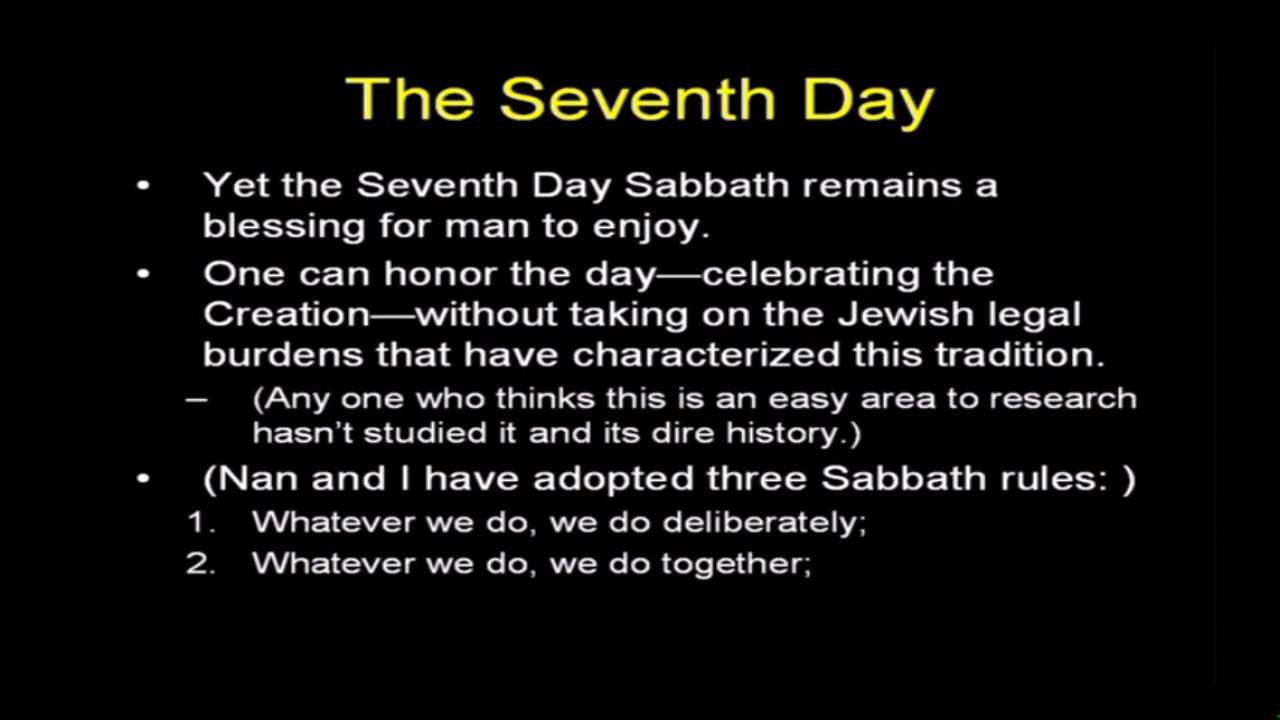 The Seventh Day
• Yet the Seventh Day Sabbath remains a
blessing for man to enjoy.
• One can honor the day—celebrating the
Creation—without taking on the Jewish legal
burdens that have characterized this tradition.
– (Any one who thinks this is an easy area to research
hasn't studied it and its dire history.)
• (Nan and I have adopted three Sabbath rules: )
1. Whatever we do, we do deliberately;
2. Whatever we do, we do together;